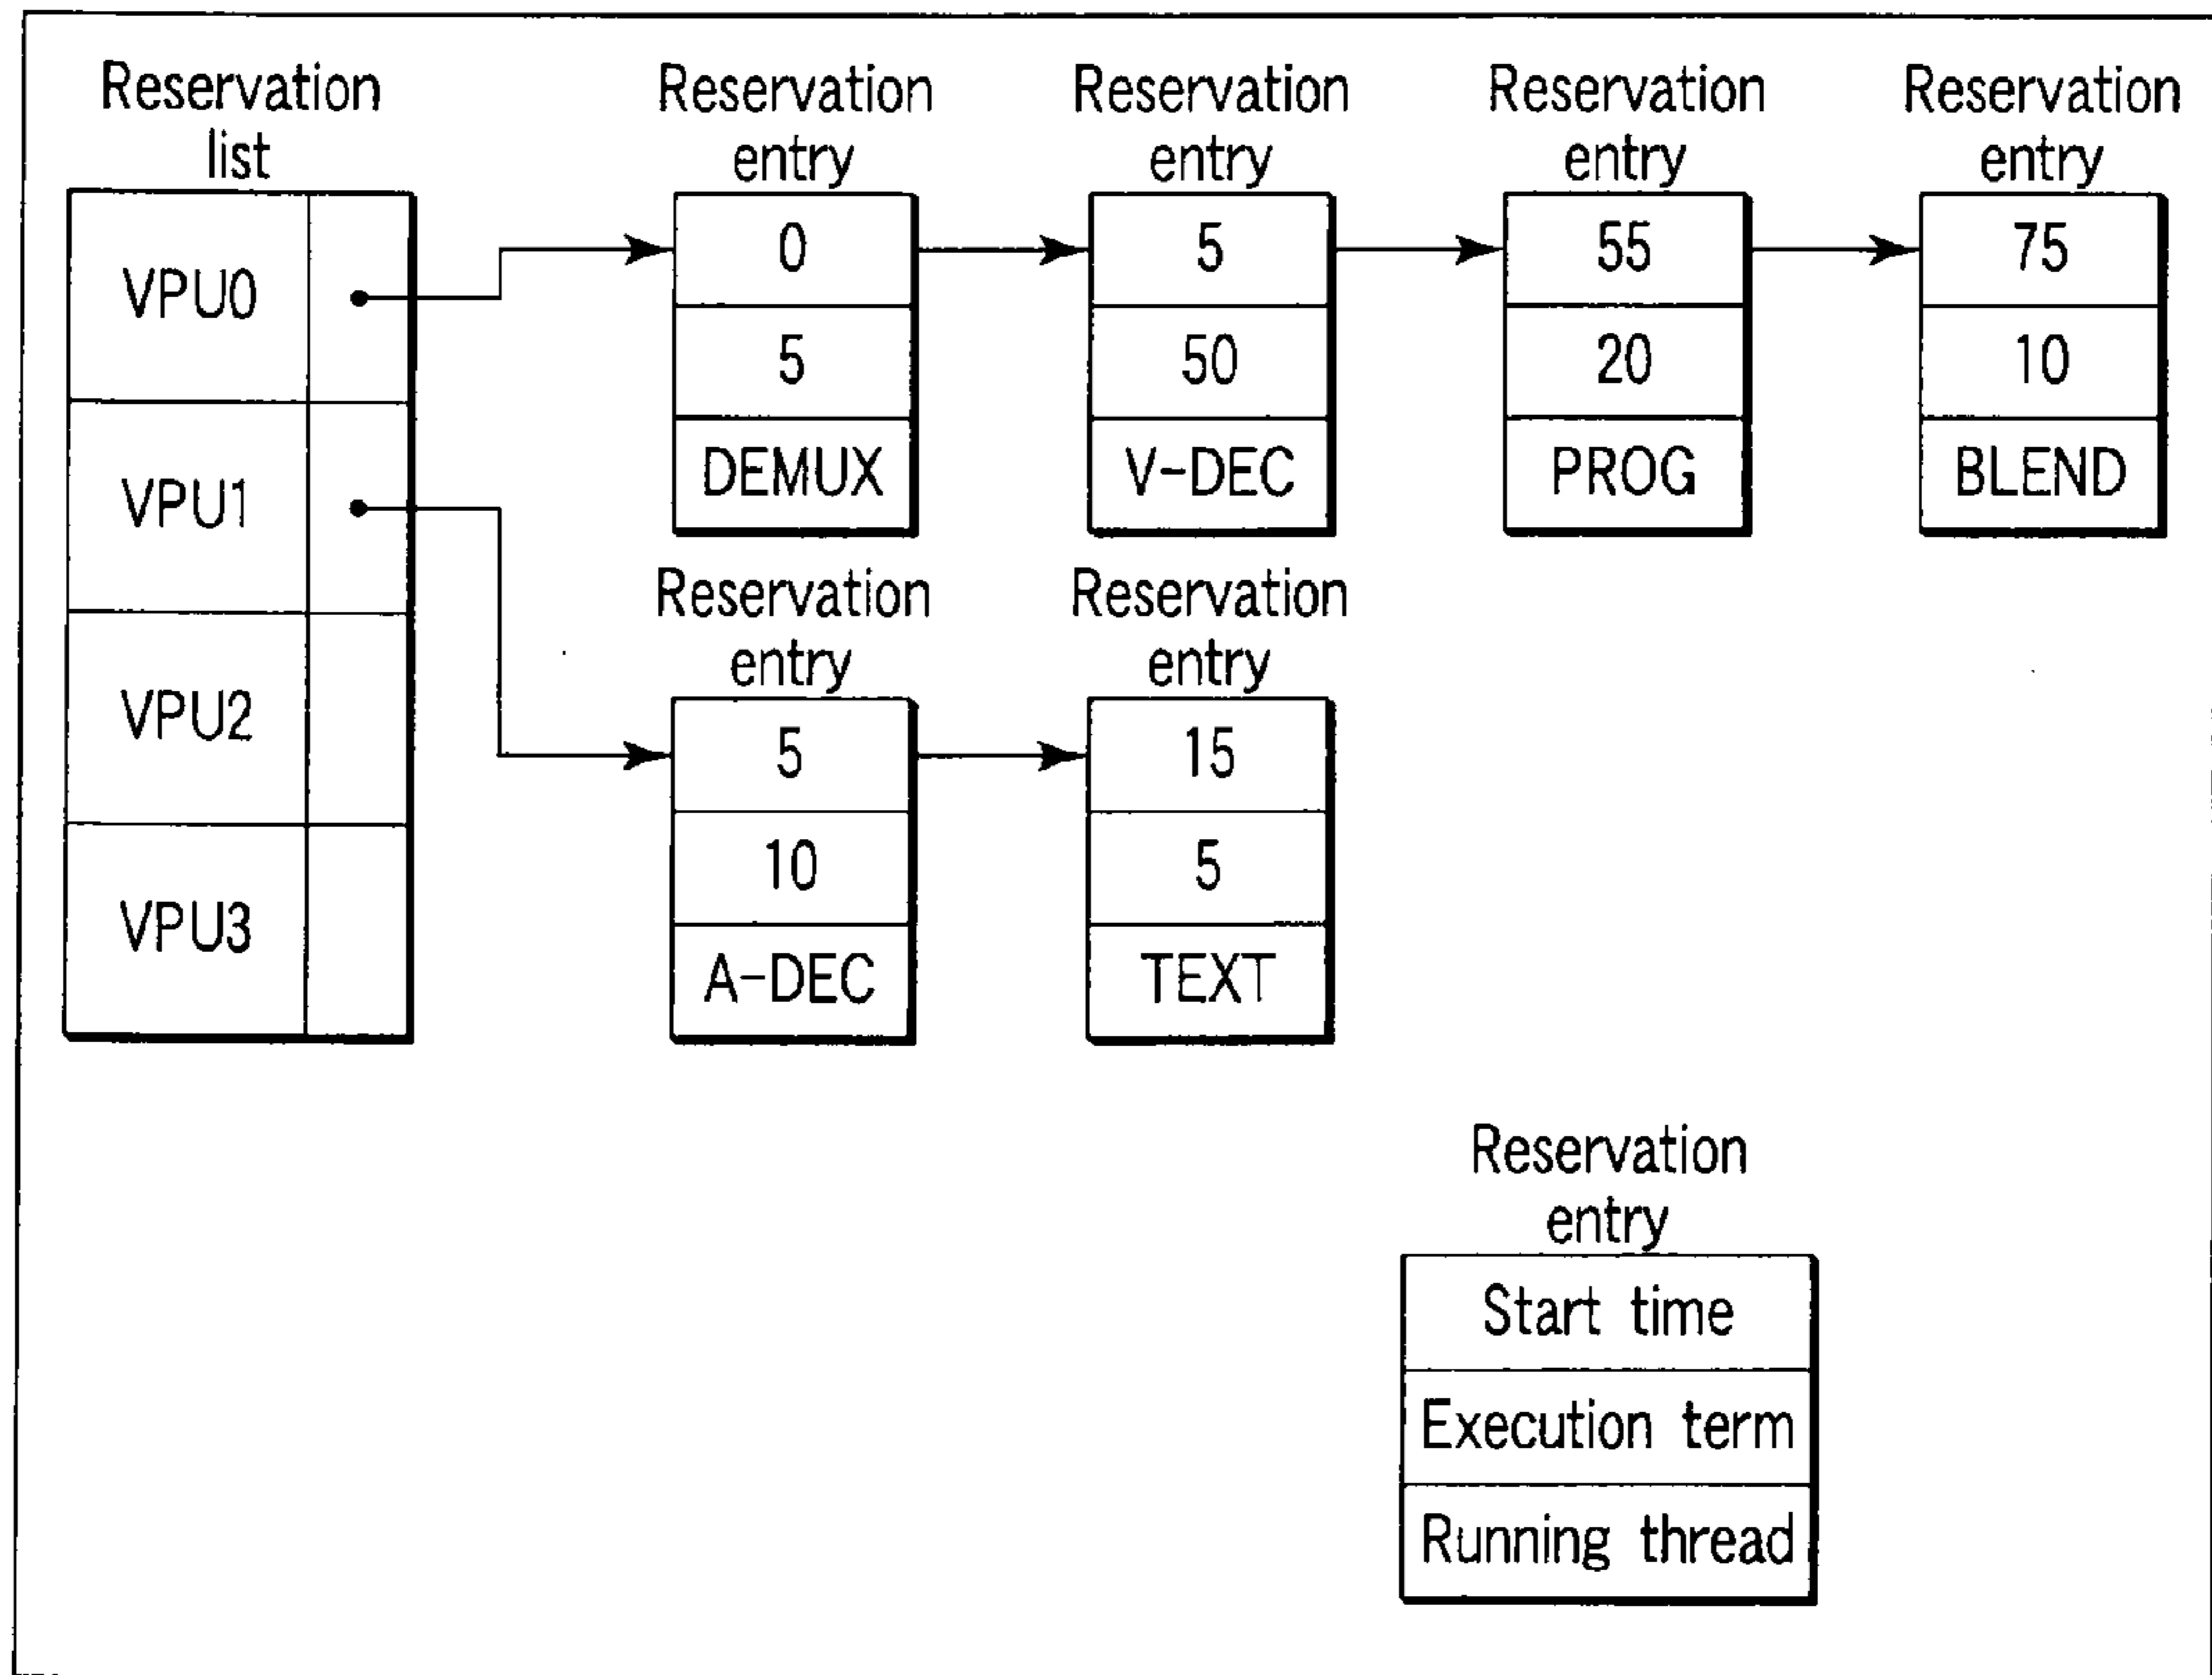 Reservation
list
VPU0
VPU1
VPU2
VPU3
Reservation
entry
0
5
DEMUX
Reservation
entry
5
50
V-DEC
Reservation
entry
55
20
PROG
Reservation
entry
75
10
BLEND
Reservation
entry
5
10
A-DEC
Reservation
entry
15
5
TEXT
Reservation
entry
Start time
Execution term
Running thread